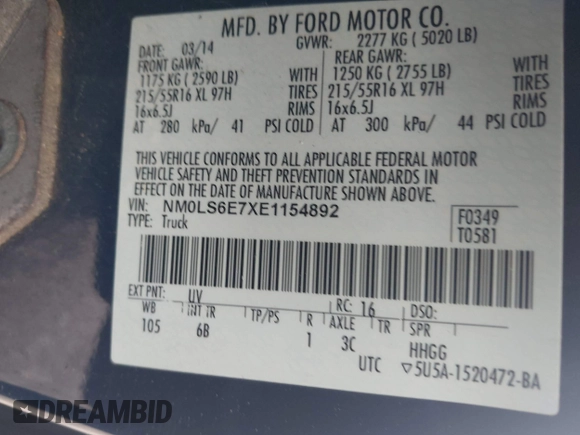 MFD. BY FORD MOTOR CO.
DATE: 03/14 GVWR: 2277 KG ( 5020 LB)
FRONT GAWR: REAR GAWR:
1175 KG ( 2590 LB) WITH 1250 KG ( 2755 LB) WITH
215/55R16 XL 97H TIRES 215/55R16 XL 97H TIRES
16x6.5J RIMS 16x6.5J RIMS
AT 280 kPa/ 41 PSI COLD AT 300 kPa/ 44 PSI COLD
THIS VEHICLE CONFORMS TO ALL APPLICABLE FEDERAL MOTOR
VEHICLE SAFETY AND THEFT PREVENTION STANDARDS IN
EFFECT ON THE DATE OF MANUFACTURE SHOWN ABOVE.
VIN: NM0LS6E7XE1154892 F0349
TYPE: Truck T0581
EXT PNT: UV RC: 16 DSO:
WB INT TR TP/PS R AXLE TR SPR
105 6B 1 3C HHGG
UTC ▽5U5A-1520472-BA
DREAMBID